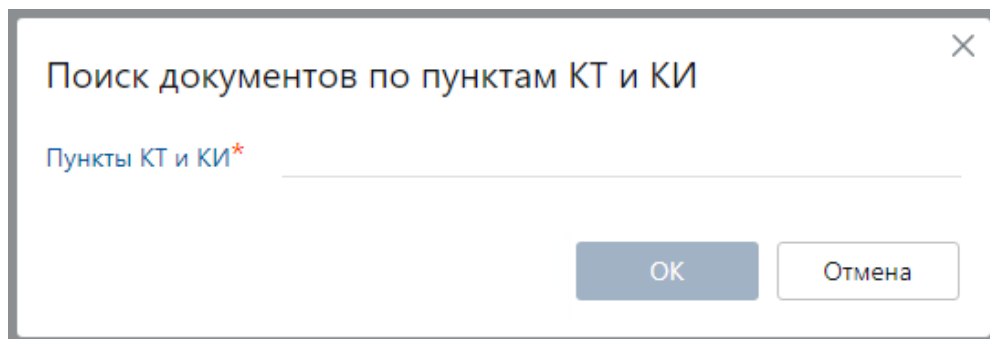 Поиск документов по пунктам КТ и КИ
Пункты КТ и КИ*
ОК
Отмена